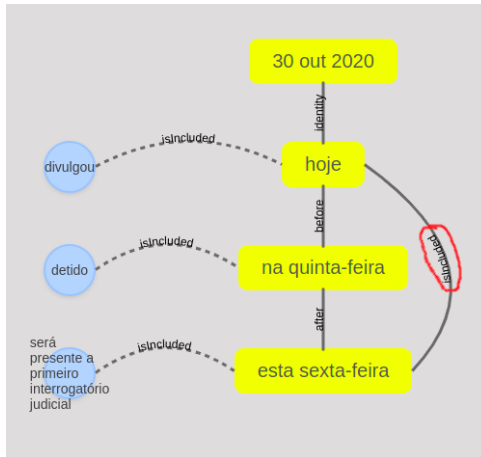 30 out 2020
identity
isIncluded
divulgou
hoje
before
isIncluded
isIncluded
detido
na quinta-feira
after
isIncluded
será
presente a
primeiro
interrogatório
judicial
esta sexta-feira